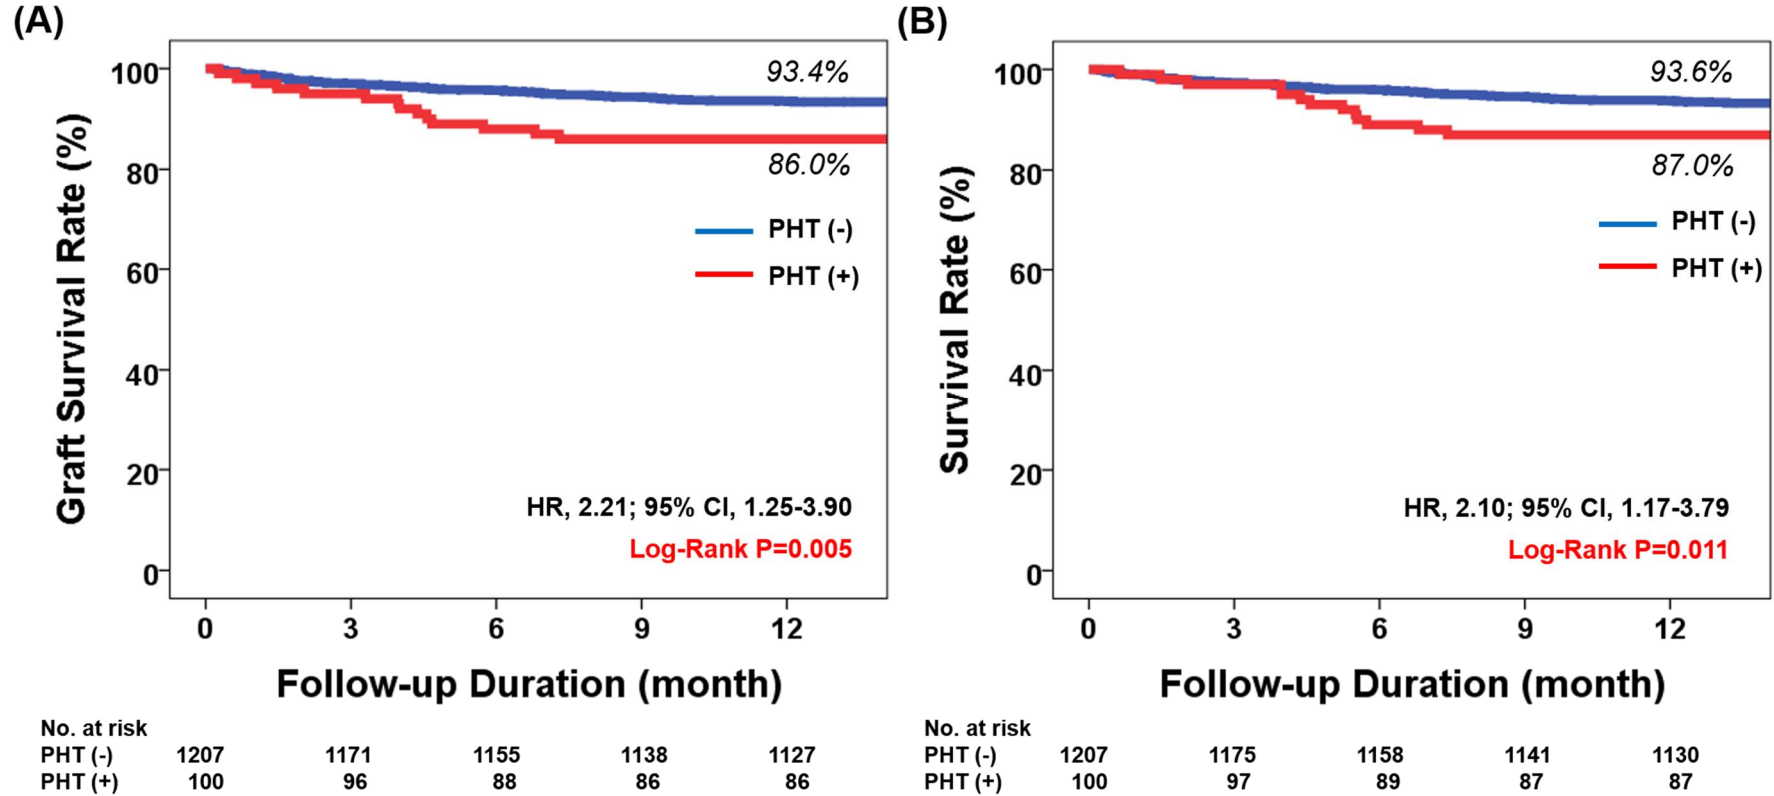 (A)
Graft Survival Rate (%)
100
80
60
40
20
0
93.4%
86.0%
PHT (-)
PHT (+)
HR, 2.21; 95% CI, 1.25-3.90
Log-Rank P=0.005
0 3 6 9 12
Follow-up Duration (month)
No. at risk
PHT (-) 1207 1171 1155 1138 1127
PHT (+) 100 96 88 86 86
(B)
Survival Rate (%)
100
80
60
40
20
0
93.6%
87.0%
PHT (-)
PHT (+)
HR, 2.10; 95% CI, 1.17-3.79
Log-Rank P=0.011
0 3 6 9 12
Follow-up Duration (month)
No. at risk
PHT (-) 1207 1175 1158 1141 1130
PHT (+) 100 97 89 87 87